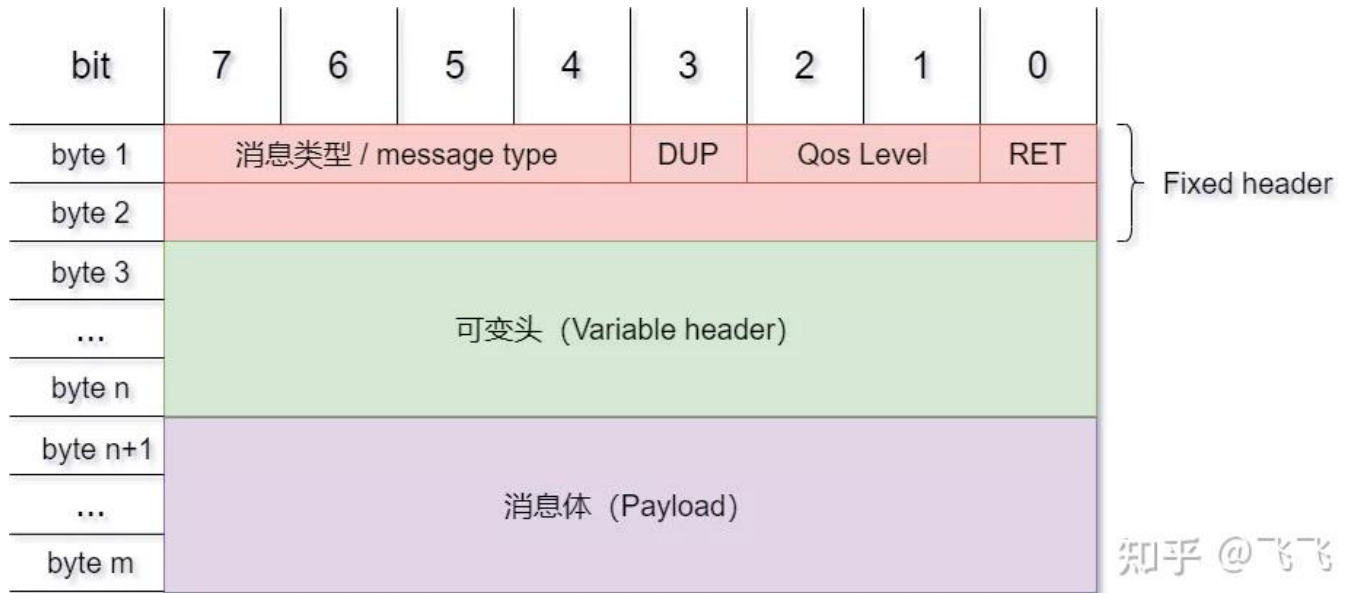 bit 7 6 5 4 3 2 1 0
byte 1 消息类型 / message type DUP Qos Level RET
Fixed header
byte 2
byte 3
... 可变头（Variable header）
byte n
byte n+1
... 消息体（Payload）
byte m
知乎 @飞飞